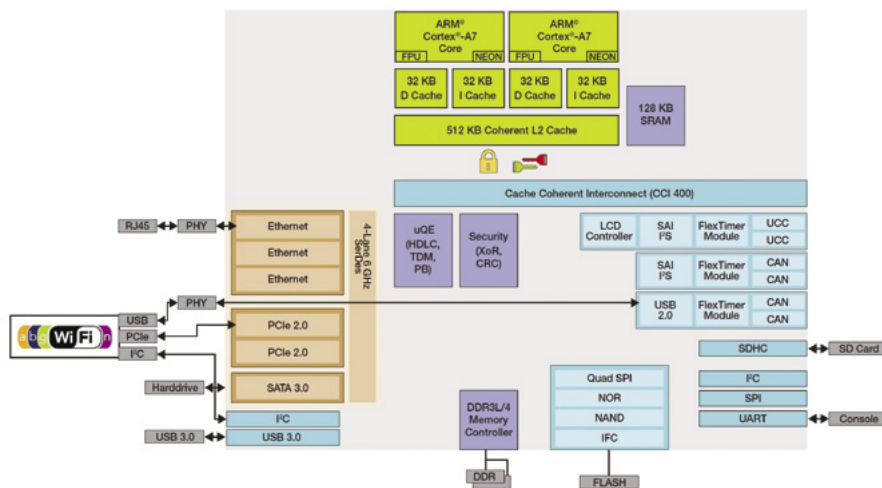 ARM® Cortex®-A7 Core
FPU
NEON
ARM® Cortex®-A7 Core
FPU
NEON
32 KB D Cache
32 KB I Cache
32 KB D Cache
32 KB I Cache
128 KB SRAM
512 KB Coherent L2 Cache
Cache Coherent Interconnect (CCI 400)
RJ45
PHY
Ethernet
Ethernet
Ethernet
4-Lane 6 GHz SerDes
uQE (HDLC, TDM, PB)
Security (XoR, CRC)
LCD Controller
SAI I²S
FlexTimer Module
UCC
UCC
SAI I²S
FlexTimer Module
CAN
CAN
USB 2.0
FlexTimer Module
CAN
CAN
PHY
USB
PCIe
I²C
a b g WiFi n
PCIe 2.0
PCIe 2.0
Harddrive
SATA 3.0
I²C
USB 3.0
USB 3.0
DDR3L/4 Memory Controller
DDR
Quad SPI
NOR
NAND
IFC
FLASH
SDHC
SD Card
I²C
SPI
UART
Console